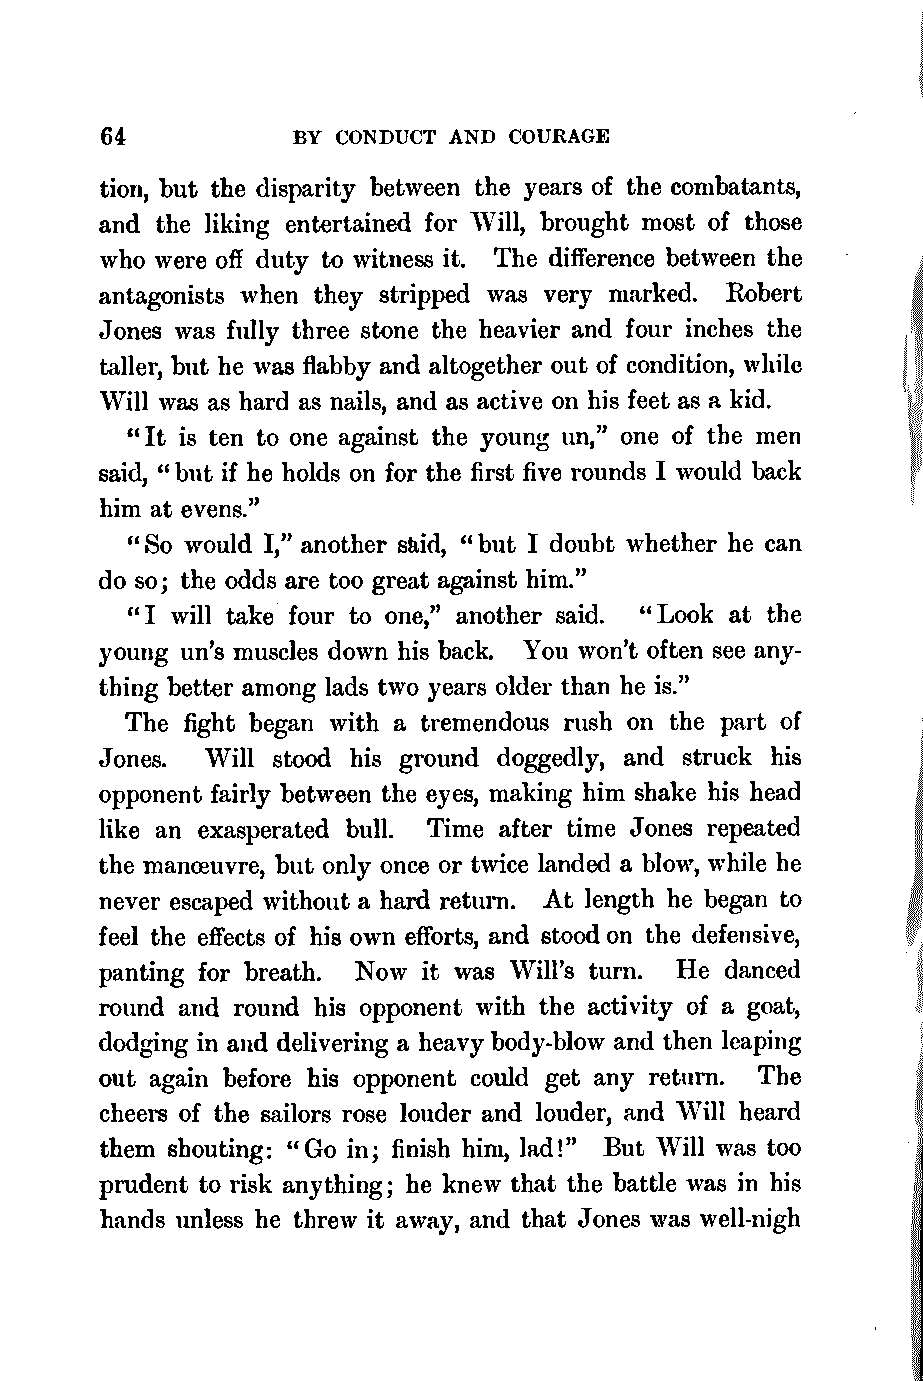 64 BY CONDUCT AND COURAGE
tion, but the disparity between the years of the combatants,
and the liking entertained for Will, brought most of those
who were off duty to witness it. The difference between the
antagonists when they stripped was very marked. Robert
Jones was fully three stone the heavier and four inches the
taller, but he was flabby and altogether out of condition, while
Will was as hard as nails, and as active on his feet as a kid.
"It is ten to one against the young un," one of the men
said, "but if he holds on for the first five rounds I would back
him at evens."
"So would I," another said, "but I doubt whether he can
do so; the odds are too great against him."
"I will take four to one," another said. "Look at the
young un's muscles down his back. You won't often see any-
thing better among lads two years older than he is."
The fight began with a tremendous rush on the part of
Jones. Will stood his ground doggedly, and struck his
opponent fairly between the eyes, making him shake his head
like an exasperated bull. Time after time Jones repeated
the manœuvre, but only once or twice landed a blow, while he
never escaped without a hard return. At length he began to
feel the effects of his own efforts, and stood on the defensive,
panting for breath. Now it was Will's turn. He danced
round and round his opponent with the activity of a goat,
dodging in and delivering a heavy body-blow and then leaping
out again before his opponent could get any return. The
cheers of the sailors rose louder and louder, and Will heard
them shouting: "Go in; finish him, lad!" But Will was too
prudent to risk anything; he knew that the battle was in his
hands unless he threw it away, and that Jones was well-nigh